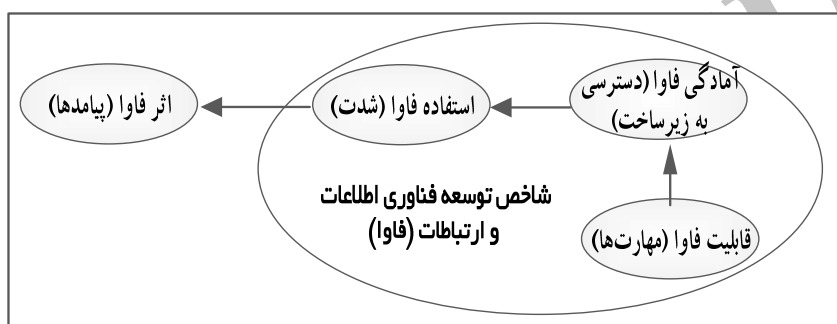 آمادگی فاوا (دسترسی
به زیرساخت)
استفاده فاوا (شدت)
اثر فاوا (پیامدها)
شاخص توسعه فناوری اطلاعات
و ارتباطات (فاوا)
قابلیت فاوا (مهارت‌ها)